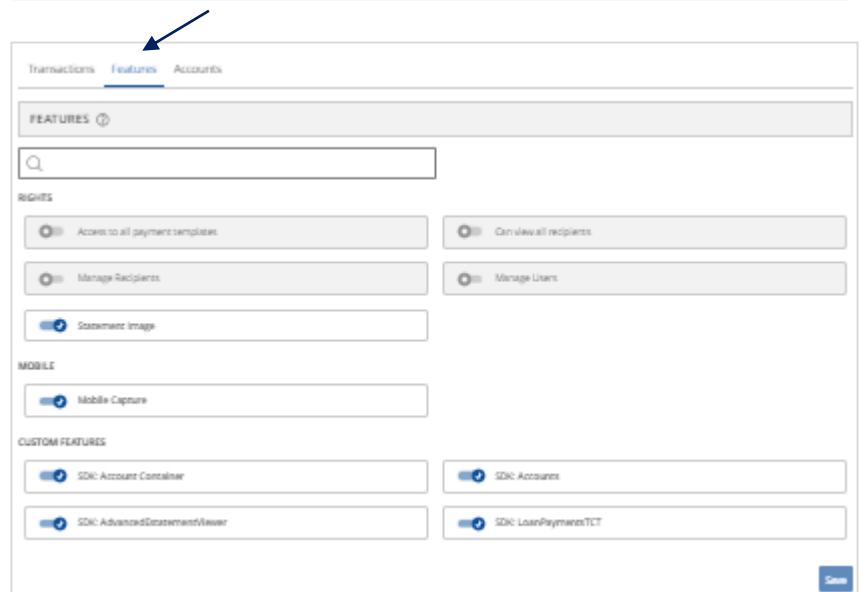 Transactions Features Accounts
FEATURES ?
RIGHTS
Access to all payment templates Can view all recipients
Manage Recipients Manage Users
Statement Image
MOBILE
Mobile Capture
CUSTOM FEATURES
SDK: Account Container SDK: Accounts
SDK: AdvancedEstatementViewer SDK: LoanPaymentsTCT
Save